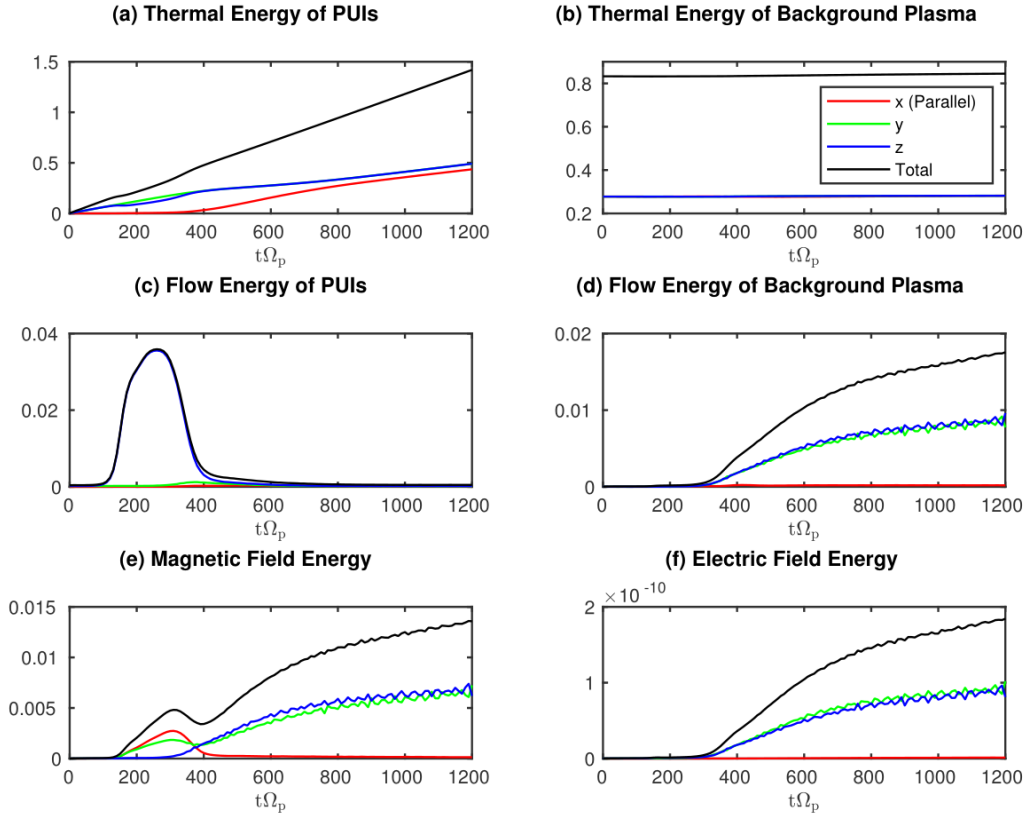 (a) Thermal Energy of PUIs
(b) Thermal Energy of Background Plasma
1.5
1
0.5
0
0 200 400 600 800 1000 1200
tΩp
0.8
0.6
0.4
0.2
x (Parallel)
y
z
Total
0 200 400 600 800 1000 1200
tΩp
(c) Flow Energy of PUIs
(d) Flow Energy of Background Plasma
0.04
0.02
0
0 200 400 600 800 1000 1200
tΩp
0.02
0.01
0
0 200 400 600 800 1000 1200
tΩp
(e) Magnetic Field Energy
(f) Electric Field Energy
0.015
0.01
0.005
0
0 200 400 600 800 1000 1200
tΩp
×10 -10
2
1
0
0 200 400 600 800 1000 1200
tΩp